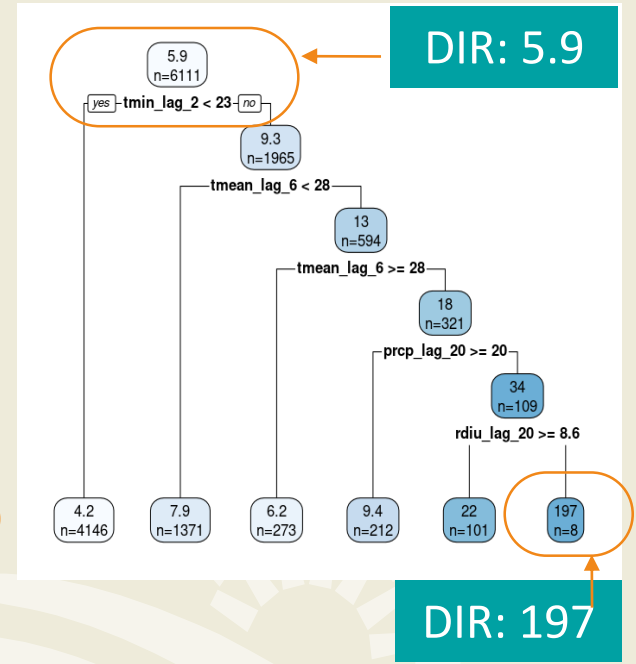 DIR: 5.9
5.9
n=6111
yes tmin_lag_2 < 23 no
9.3
n=1965
tmean_lag_6 < 28
13
n=594
tmean_lag_6 >= 28
18
n=321
prcp_lag_20 >= 20
34
n=109
rdiu_lag_20 >= 8.6
4.2
n=4146
7.9
n=1371
6.2
n=273
9.4
n=212
22
n=101
197
n=8
DIR: 197